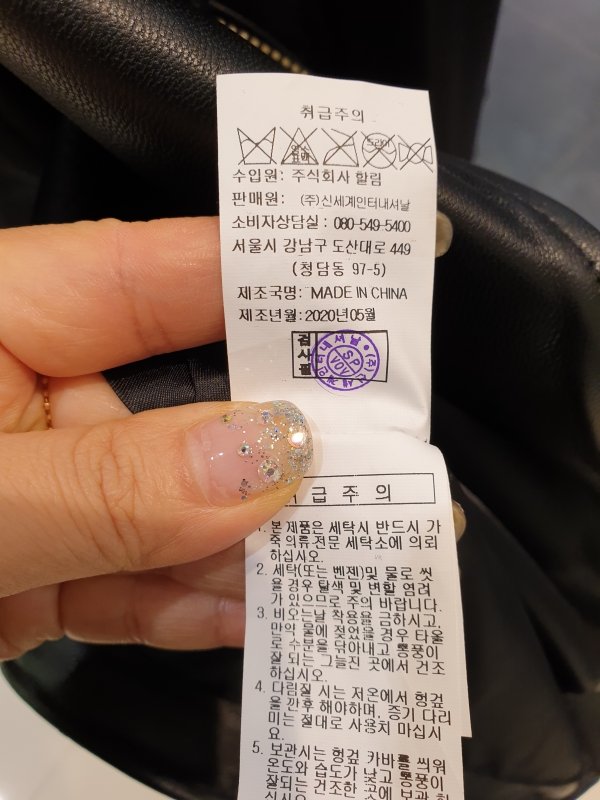 취급주의
드라이
수입원: 주식회사 할림
판매원: (주)신세계인터내셔날
소비자상담실 : 080-549-5400
서울시 강남구 도산대로 449
(청담동 97-5)
제조국명: MADE IN CHINA
제조년월:2020년05월
검사필
SP
VOV
급주의
1. 본 제품은 세탁시 반드시 가
죽 의류 전문 세탁소에 의뢰
하십시오.
2. 세탁(또는 벤젠)및 물로 씻
을 경우 탈색 및 변할 염려
가 있으므로 주의 바랍니다.
3. 비오는날 착용을 금하시고,
만약 물에 젖었을 경우 타올
로 수분을 닦아내고 통풍이
잘 되는 그늘진 곳에서 건조
하십시오.
4. 다림질 시는 저온에서 헝겊
을 깐후 해야하며, 증기 다리
미는 절대로 사용치 마십시
요.
5. 보관시는 헝겊 카바를 씌워
온도와 습도가 낮고 통풍이
잘되는 건조한 곳에 보관 하
십시오